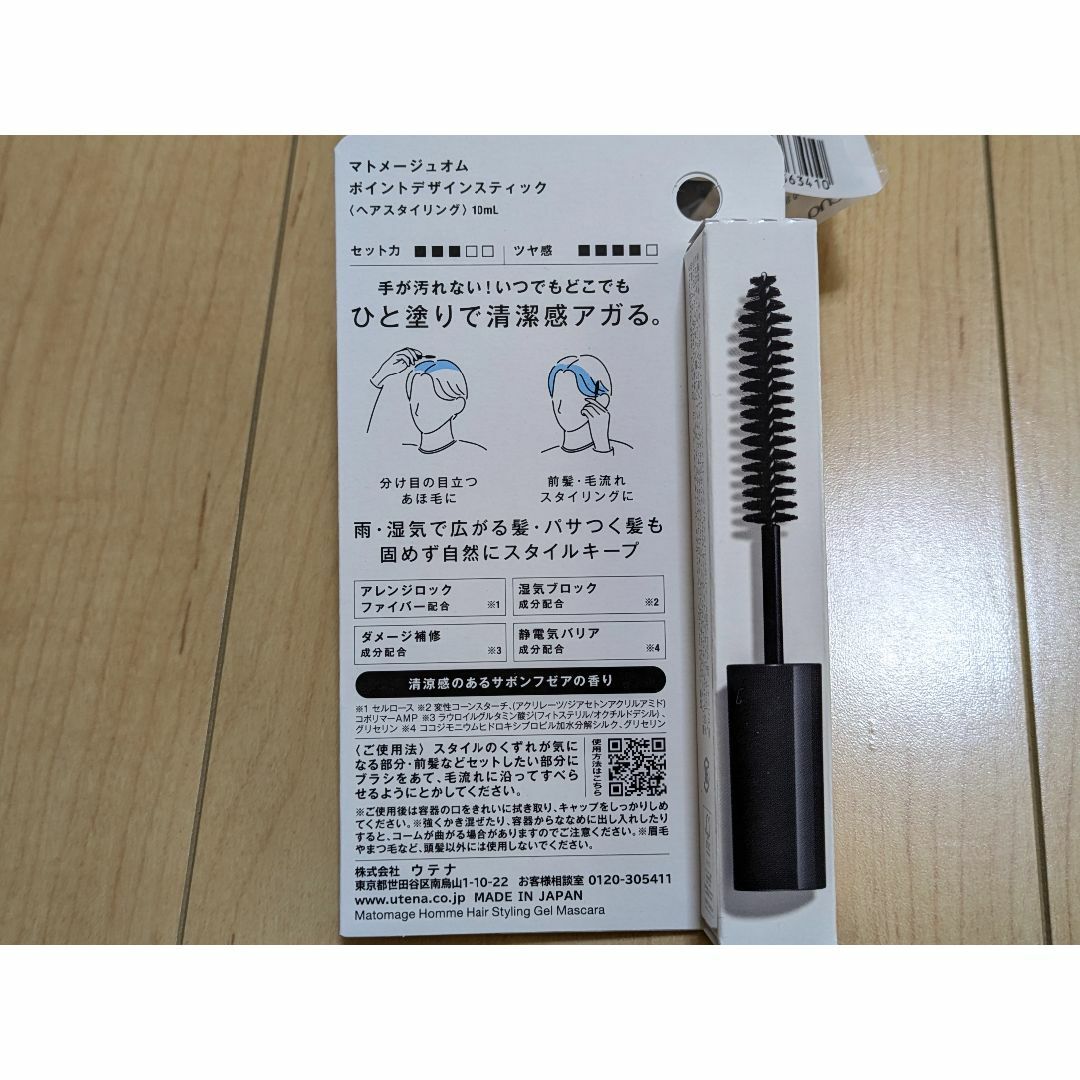 マトメージュオム
ポイントデザインスティック
〈ヘアスタイリング〉10mL
セット力 ■■■□□ ツヤ感 ■■■■□
手が汚れない!いつでもどこでも
ひと塗りで清潔感アガる。
分け目の目立つ
あほ毛に
前髪・毛流れ
スタイリングに
雨・湿気で広がる髪・パサつく髪も
固めず自然にスタイルキープ
アレンジロック
ファイバー配合 ※1
湿気ブロック
成分配合 ※2
ダメージ補修
成分配合 ※3
静電気バリア
成分配合 ※4
清涼感のあるサボンフゼアの香り
※1 セルロース ※2 変性コーンスターチ、(アクリレーツ/ジアセトンアクリルアミド)
コポリマーAMP ※3 ラウロイルグルタミン酸ジ(フィトステリル/オクチルドデシル)、
グリセリン ※4 ココジモニウムヒドロキシプロピル加水分解シルク、グリセリン
〈ご使用法〉スタイルのくずれが気に
なる部分・前髪などセットしたい部分に
ブラシをあて、毛流れに沿ってすべら
せるようにとかしてください。
使用方法はこちら
※ご使用後は容器の口をきれいに拭き取り、キャップをしっかりしめ
てください。※強くかき混ぜたり、容器からななめに出し入れしたり
すると、コームが曲がる場合がありますのでご注意ください。※眉毛
やまつ毛など、頭髪以外には使用しないでください。
株式会社 ウテナ
東京都世田谷区南烏山1-10-22 お客様相談室 0120-305411
www.utena.co.jp MADE IN JAPAN
Matomage Homme Hair Styling Gel Mascara
63410